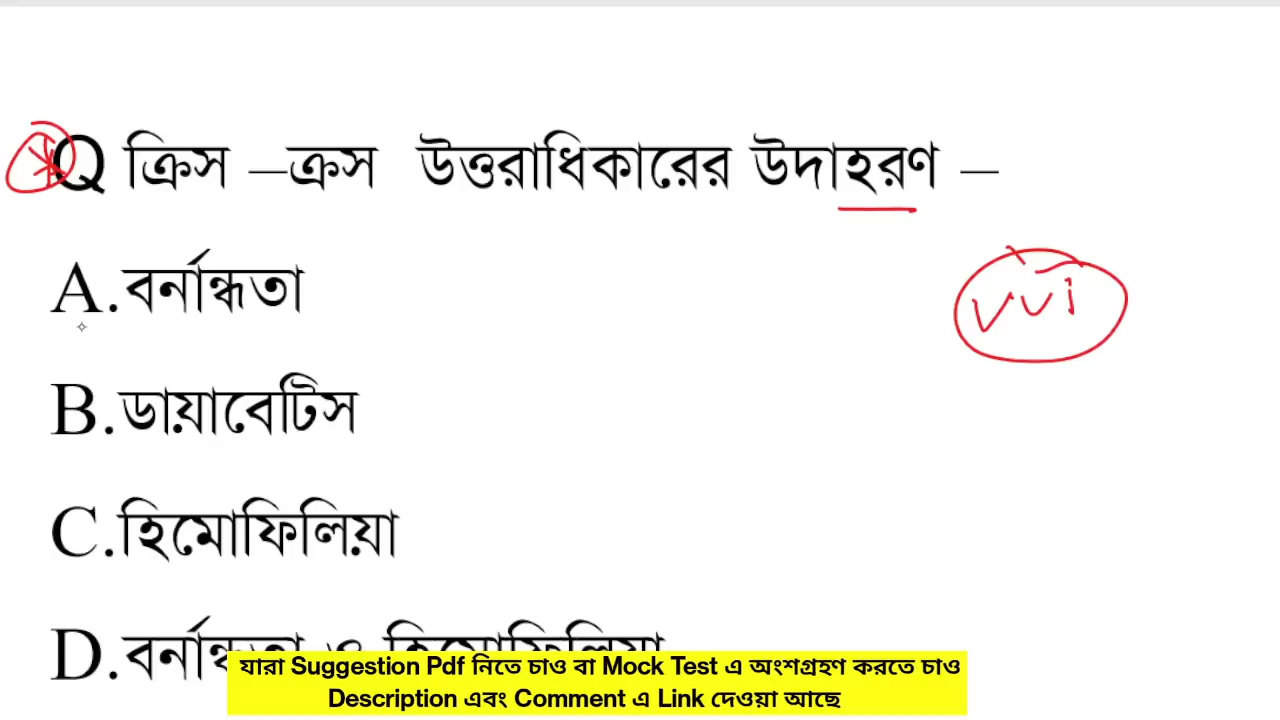 Q ক্রিস –ক্রস উত্তরাধিকারের উদাহরণ –
A.বর্নান্ধতা
vvi
B.ডায়াবেটিস
C.হিমোফিলিয়া
D.বর্নান্ধতা ও হিমোফিলিয়া
যারা Suggestion Pdf নিতে চাও বা Mock Test এ অংশগ্রহণ করতে চাও
Description এবং Comment এ Link দেওয়া আছে